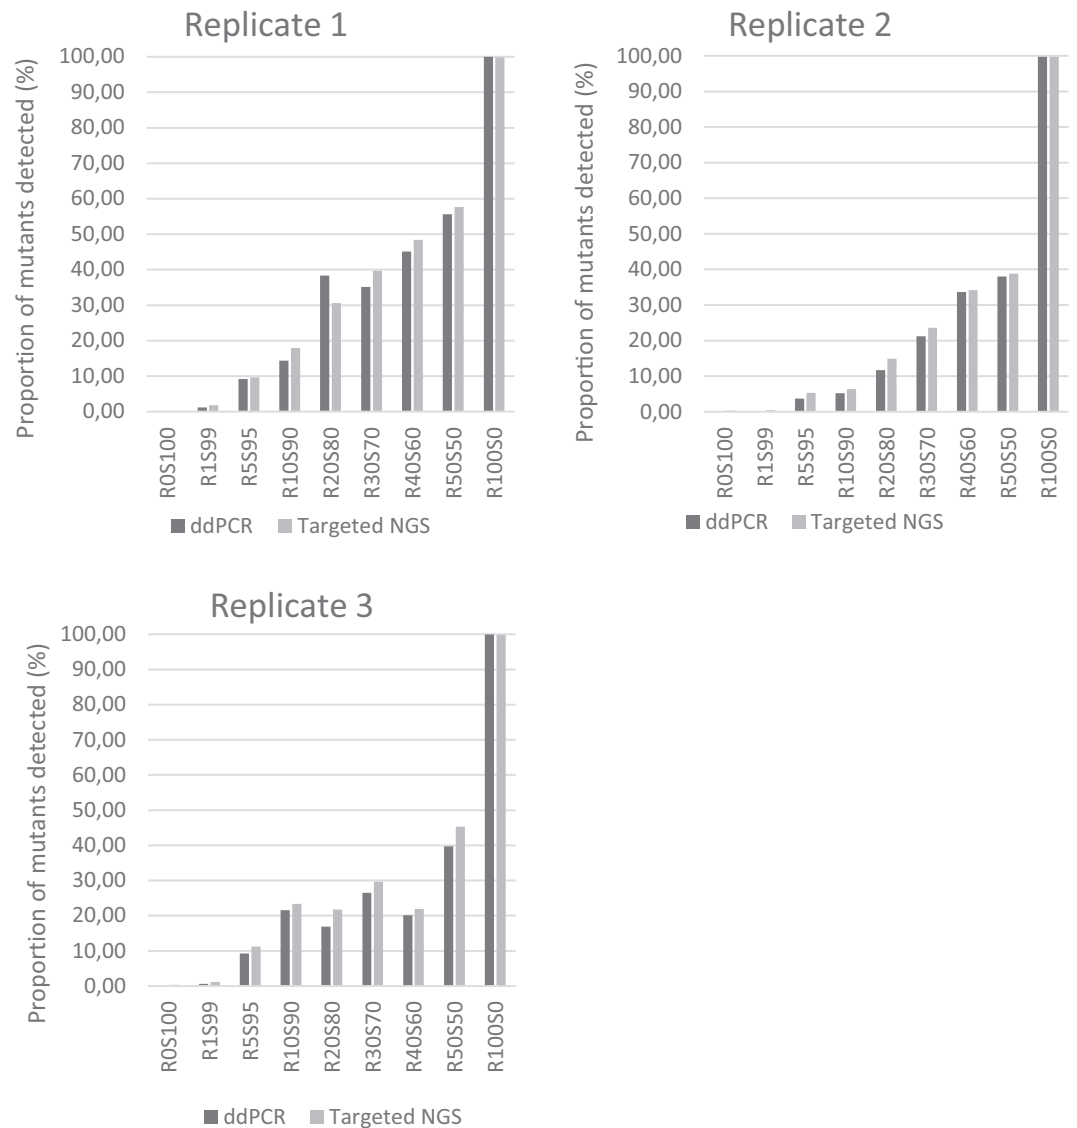 Replicate 1
Proportion of mutants detected (%)
100,00
90,00
80,00
70,00
60,00
50,00
40,00
30,00
20,00
10,00
0,00
R0S100
R1S99
R5S95
R10S90
R20S80
R30S70
R40S60
R50S50
R100S0
ddPCR Targeted NGS
Replicate 2
Proportion of mutants detected (%)
100,00
90,00
80,00
70,00
60,00
50,00
40,00
30,00
20,00
10,00
0,00
R0S100
R1S99
R5S95
R10S90
R20S80
R30S70
R40S60
R50S50
R100S0
ddPCR Targeted NGS
Replicate 3
Proportion of mutants detected (%)
100,00
90,00
80,00
70,00
60,00
50,00
40,00
30,00
20,00
10,00
0,00
R0S100
R1S99
R5S95
R10S90
R20S80
R30S70
R40S60
R50S50
R100S0
ddPCR Targeted NGS